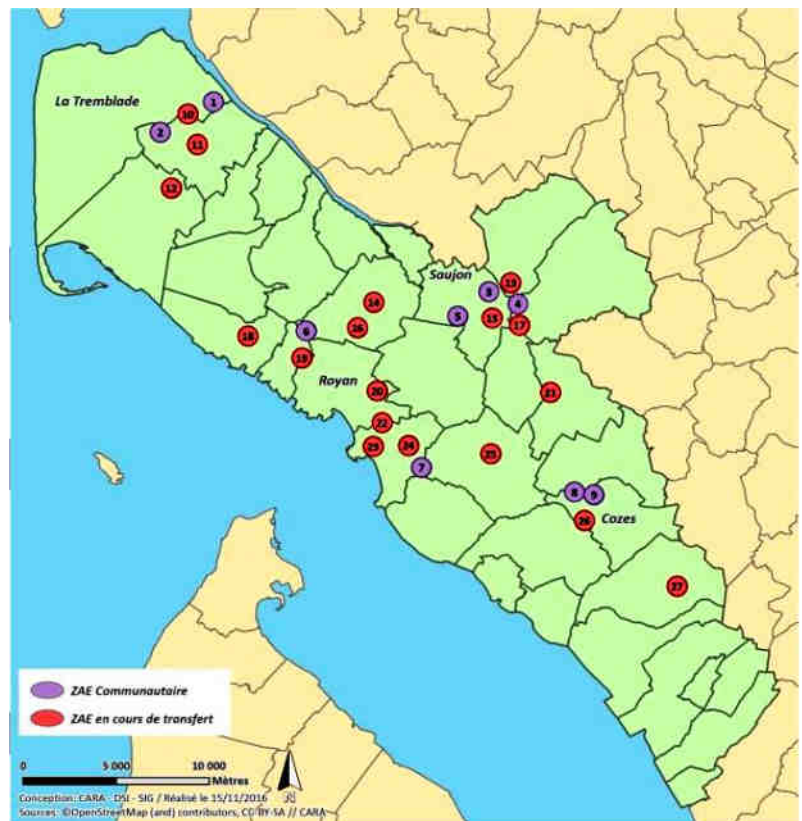 La Tremblade
1
10
2
11
12
Saujon
3
13
4
5
15
17
14
16
18
6
19
Royan
20
21
22
23
24
7
25
8
9
26
Cozes
27
ZAE Communautaire
ZAE en cours de transfert
0 5 000 10 000
Mètres
N
Conception: CARA - DSI - SIG / Réalisé le 15/11/2016
Sources: ©OpenStreetMap (and) contributors, CC-BY-SA // CARA